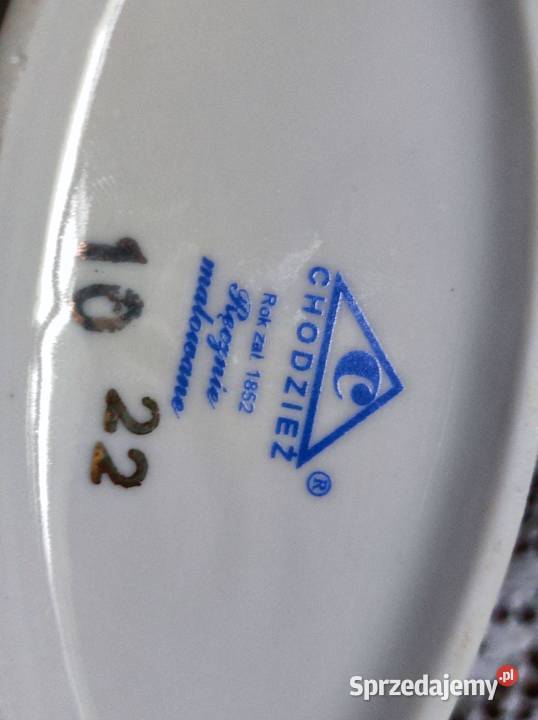 CHODZIEŻ ®
Rok zał. 1852
Ręcznie
malowane
10 22
Sprzedajemy.pl